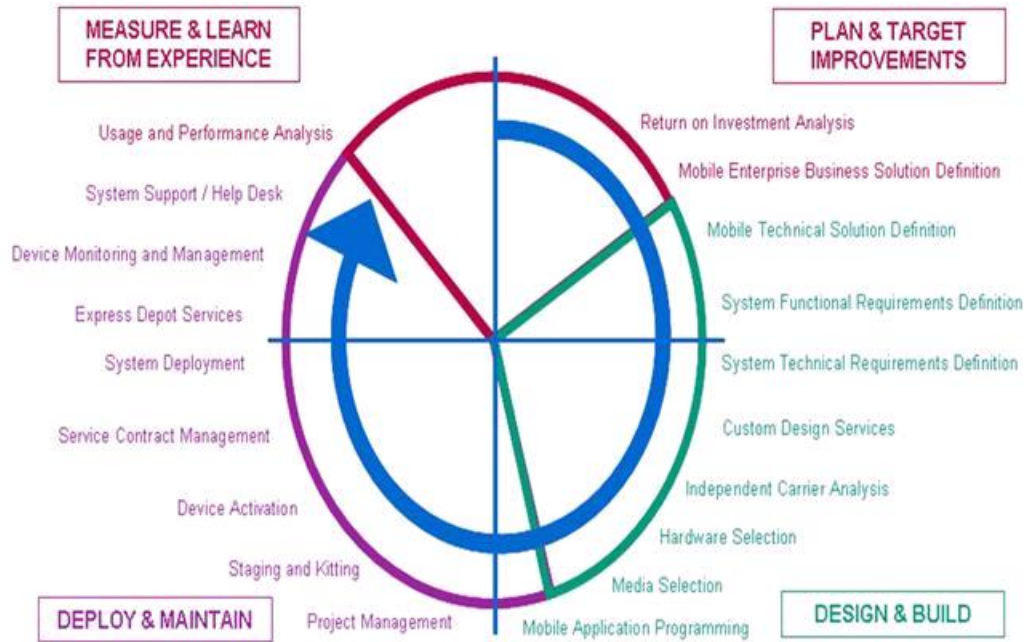 MEASURE & LEARN
FROM EXPERIENCE
PLAN & TARGET
IMPROVEMENTS
Return on Investment Analysis
Mobile Enterprise Business Solution Definition
Mobile Technical Solution Definition
System Functional Requirements Definition
System Technical Requirements Definition
Custom Design Services
Independent Carrier Analysis
Hardware Selection
Media Selection
Mobile Application Programming
DESIGN & BUILD
Usage and Performance Analysis
System Support / Help Desk
Device Monitoring and Management
Express Depot Services
System Deployment
Service Contract Management
Device Activation
Staging and Kitting
Project Management
DEPLOY & MAINTAIN